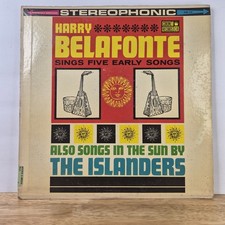 STEREOPHONIC
HARRY
BELAFONTE
SINGS FIVE EARLY SONGS
ALSO SONGS IN THE SUN BY
THE ISLANDERS